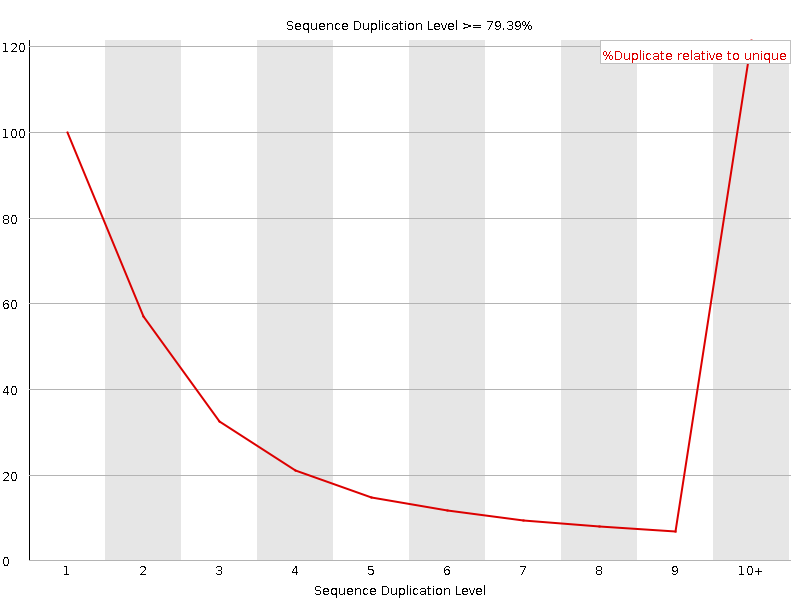 Sequence Duplication Level >= 79.39%
%Duplicate relative to unique
120
100
80
60
40
20
0
1 2 3 4 5 6 7 8 9 10+
Sequence Duplication Level